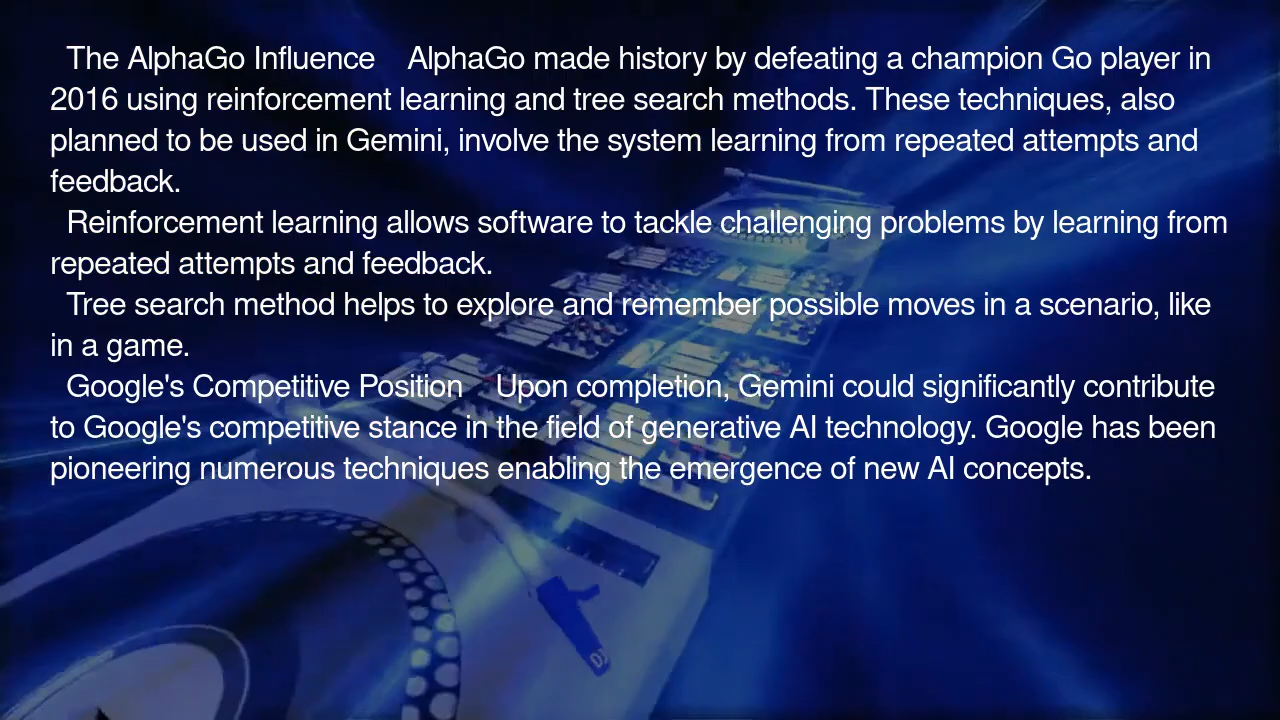 The AlphaGo Influence    AlphaGo made history by defeating a champion Go player in
2016 using reinforcement learning and tree search methods. These techniques, also
planned to be used in Gemini, involve the system learning from repeated attempts and
feedback.
Reinforcement learning allows software to tackle challenging problems by learning from
repeated attempts and feedback.
Tree search method helps to explore and remember possible moves in a scenario, like
in a game.
Google's Competitive Position    Upon completion, Gemini could significantly contribute
to Google's competitive stance in the field of generative AI technology. Google has been
pioneering numerous techniques enabling the emergence of new AI concepts.